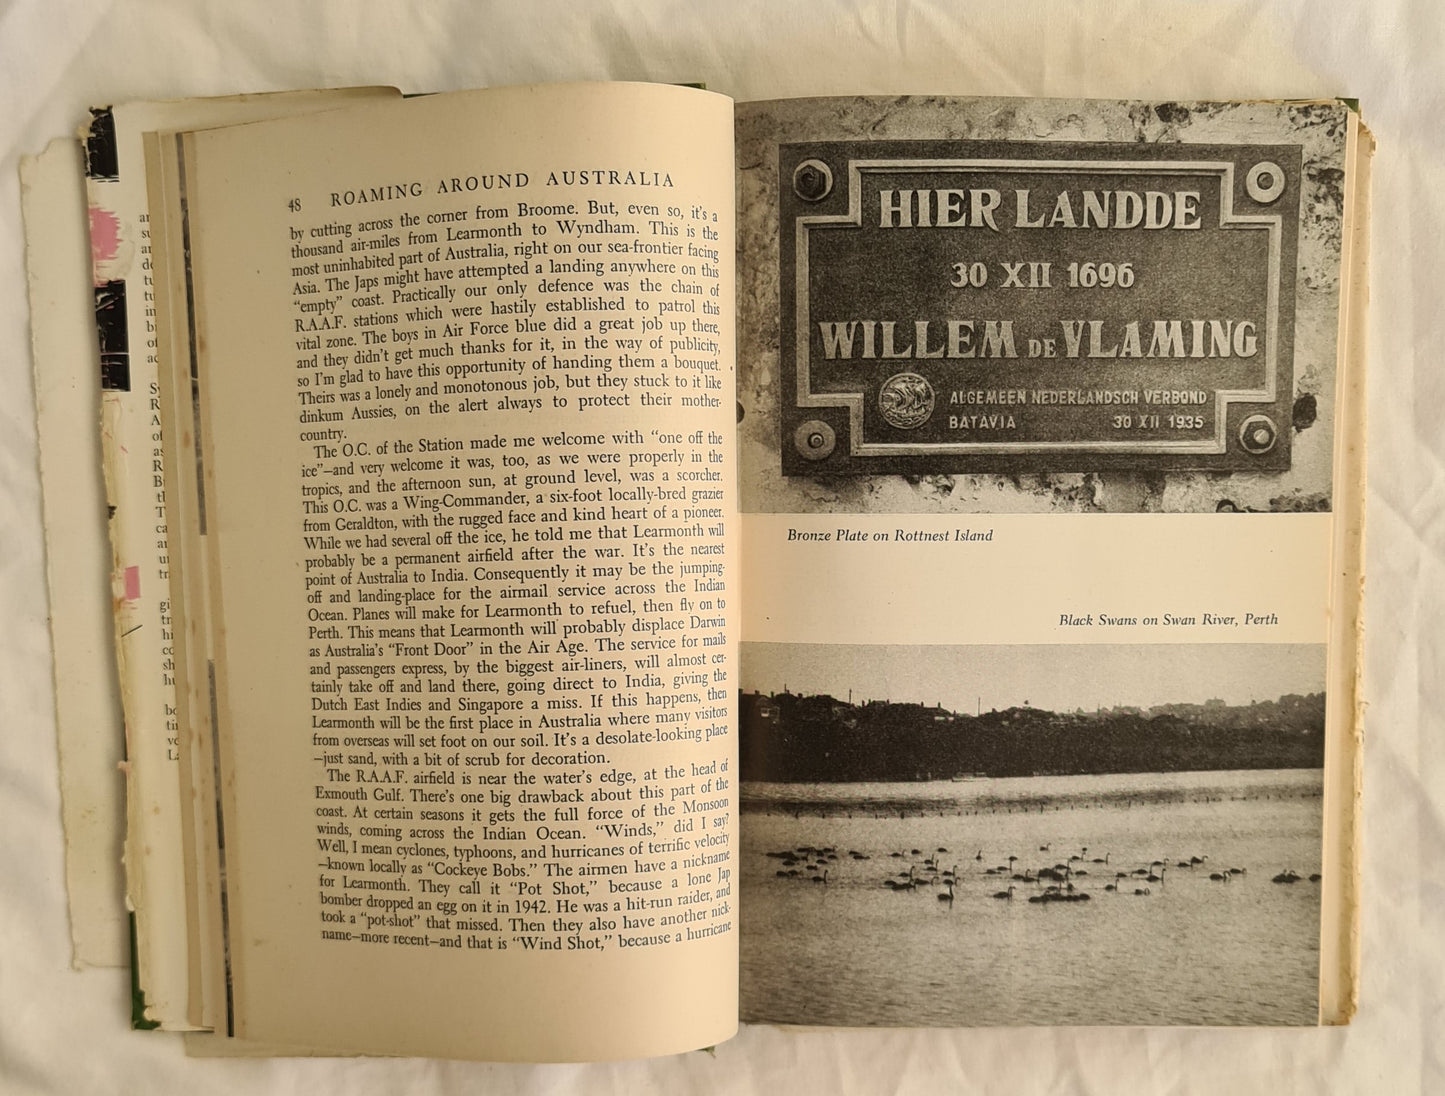 48 ROAMING AROUND AUSTRALIA
by cutting across the corner from Broome. But, even so, it's a
thousand air-miles from Learmonth to Wyndham. This is the
most uninhabited part of Australia, right on our sea-frontier facing
Asia. The Japs might have attempted a landing anywhere on this
"empty" coast. Practically our only defence was the chain of
R.A.A.F. stations which were hastily established to patrol this
vital zone. The boys in Air Force blue did a great job up there,
and they didn't get much thanks for it, in the way of publicity,
so I'm glad to have this opportunity of handing them a bouquet.
Theirs was a lonely and monotonous job, but they stuck to it like
dinkum Aussies, on the alert always to protect their mother-
country.
The O.C. of the Station made me welcome with "one off the
ice"—and very welcome it was, too, as we were properly in the
tropics, and the afternoon sun, at ground level, was a scorcher.
This O.C. was a Wing-Commander, a six-foot locally-bred grazier
from Geraldton, with the rugged face and kind heart of a pioneer.
While we had several off the ice, he told me that Learmonth will
probably be a permanent airfield after the war. It's the nearest
point of Australia to India. Consequently it may be the jumping-
off and landing-place for the airmail service across the Indian
Ocean. Planes will make for Learmonth to refuel, then fly on to
Perth. This means that Learmonth will probably displace Darwin
as Australia's "Front Door" in the Air Age. The service for mails
and passengers express, by the biggest air-liners, will almost cer-
tainly take off and land there, going direct to India, giving the
Dutch East Indies and Singapore a miss. If this happens, then
Learmonth will be the first place in Australia where many visitors
from overseas will set foot on our soil. It's a desolate-looking place
—just sand, with a bit of scrub for decoration.
The R.A.A.F. airfield is near the water's edge, at the head of
Exmouth Gulf. There's one big drawback about this part of the
coast. At certain seasons it gets the full force of the Monsoon
winds, coming across the Indian Ocean. "Winds," did I say?
Well, I mean cyclones, typhoons, and hurricanes of terrific velocity
—known locally as "Cockeye Bobs." The airmen have a nickname
for Learmonth. They call it "Pot Shot," because a lone Jap
bomber dropped an egg on it in 1942. He was a hit-run raider, and
took a "pot-shot" that missed. Then they also have another nick-
name—more recent—and that is "Wind Shot," because a hurricane
HIER LANDDE
30 XII 1696
WILLEM DE VLAMING
ALGEMEEN NEDERLANDSCH VERBOND
BATAVIA 30 XII 1935
Bronze Plate on Rottnest Island
Black Swans on Swan River, Perth